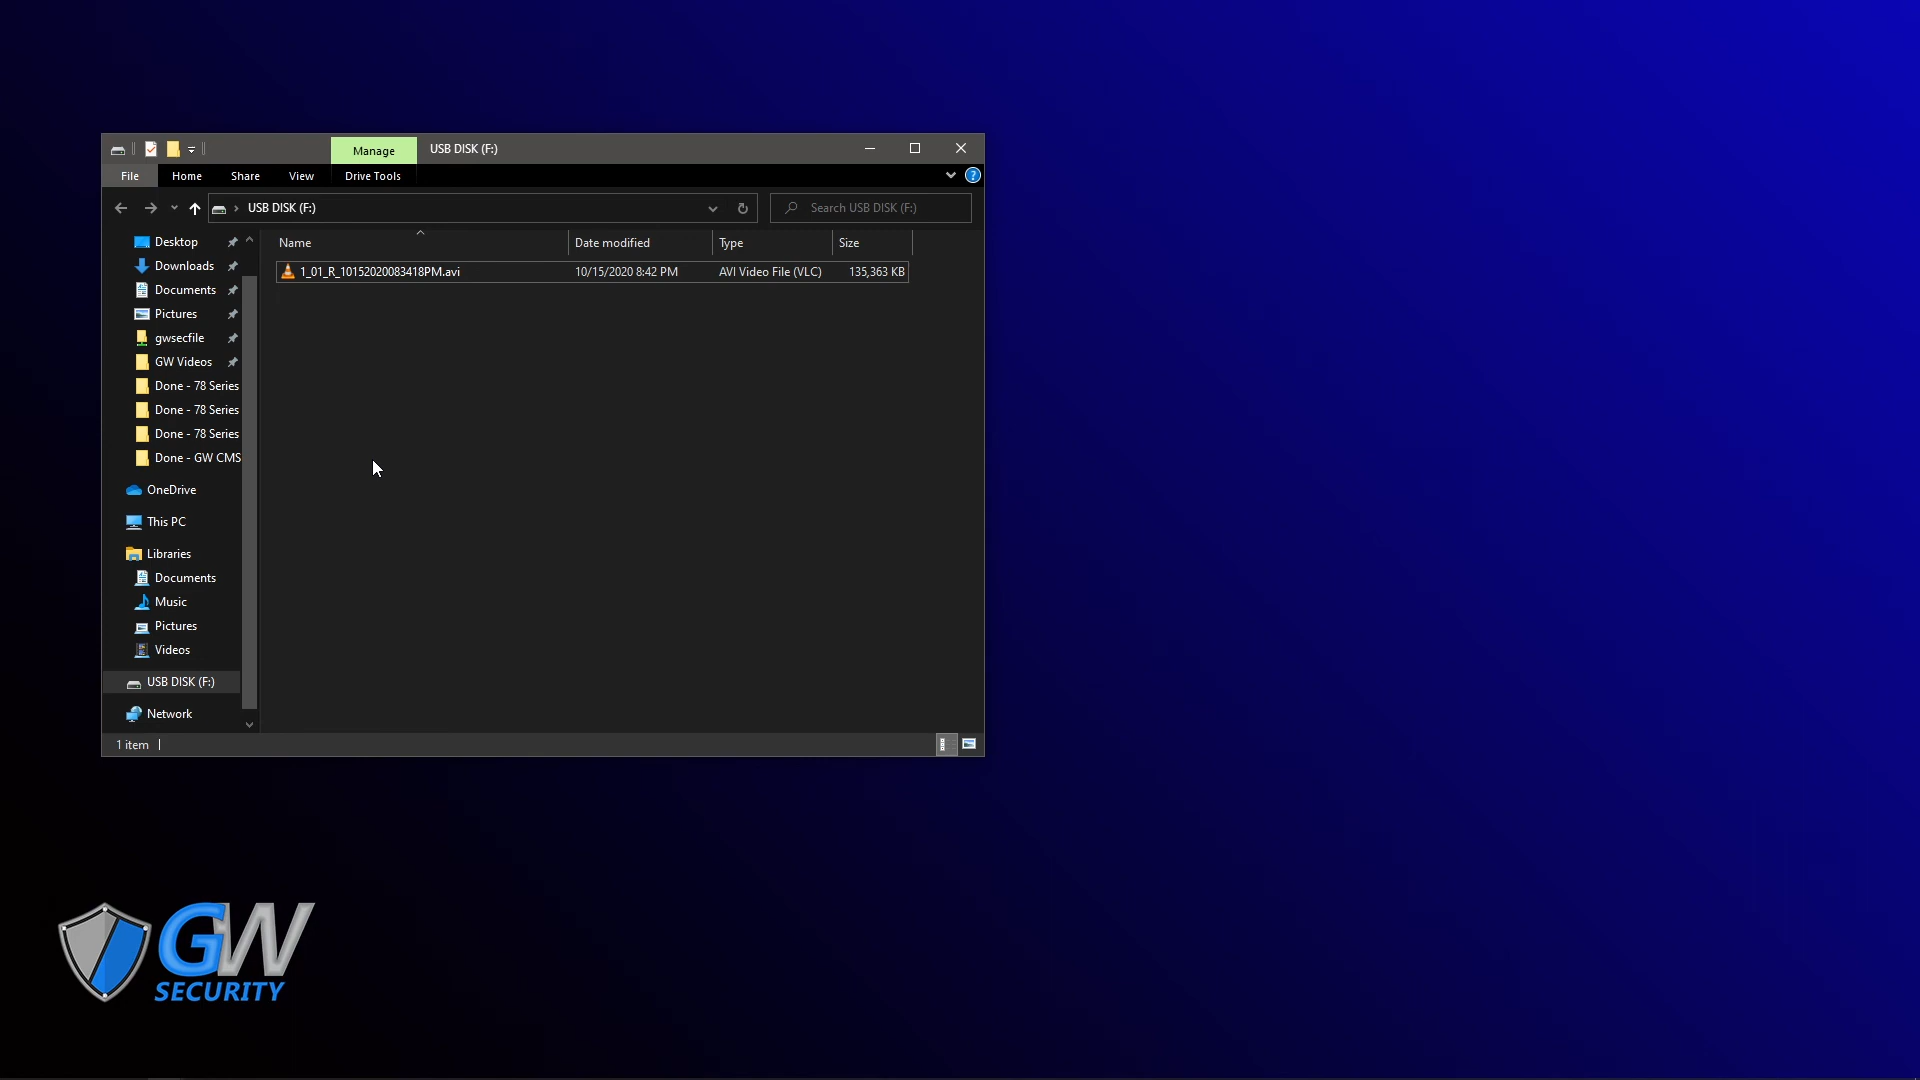 Manage USB DISK (F:)
File Home Share View Drive Tools
USB DISK (F:) Search USB DISK (F:)
Name Date modified Type Size
1_01_R_10152020083418PM.avi 10/15/2020 8:42 PM AVI Video File (VLC) 135,363 KB
Desktop
Downloads
Documents
Pictures
gwsecfile
GW Videos
Done - 78 Series
Done - 78 Series
Done - 78 Series
Done - GW CMS
OneDrive
This PC
Libraries
Documents
Music
Pictures
Videos
USB DISK (F:)
Network
1 item
GW
SECURITY